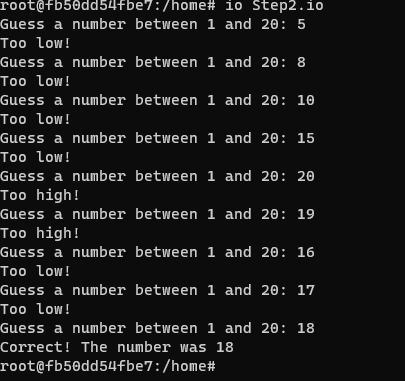 root@fb50dd54fbe7:/home# io Step2.io
Guess a number between 1 and 20: 5
Too low!
Guess a number between 1 and 20: 8
Too low!
Guess a number between 1 and 20: 10
Too low!
Guess a number between 1 and 20: 15
Too low!
Guess a number between 1 and 20: 20
Too high!
Guess a number between 1 and 20: 19
Too high!
Guess a number between 1 and 20: 16
Too low!
Guess a number between 1 and 20: 17
Too low!
Guess a number between 1 and 20: 18
Correct! The number was 18
root@fb50dd54fbe7:/home#